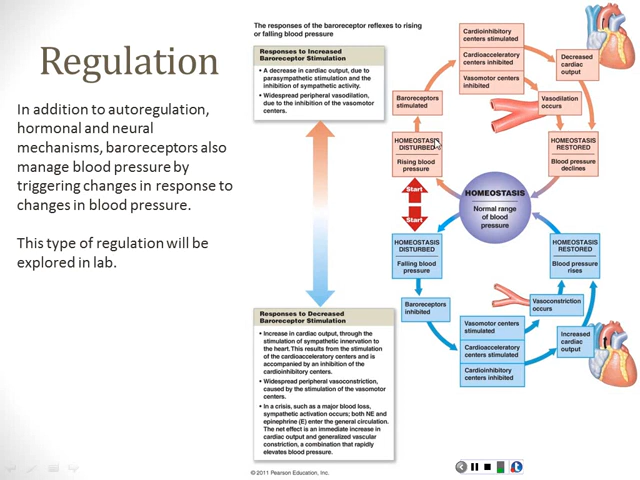 Regulation
In addition to autoregulation,
hormonal and neural
mechanisms, baroreceptors also
manage blood pressure by
triggering changes in response to
changes in blood pressure.
This type of regulation will be
explored in lab.
The responses of the baroreceptor reflexes to rising
or falling blood pressure
Responses to Increased
Baroreceptor Stimulation
• A decrease in cardiac output, due to
parasympathetic stimulation and the
inhibition of sympathetic activity.
• Widespread peripheral vasodilation,
due to the inhibition of the vasomotor
centers.
Cardioinhibitory
centers stimulated
Cardioacceleratory
centers inhibited
Vasomotor centers
inhibited
Decreased
cardiac
output
Baroreceptors
stimulated
Vasodilation
occurs
HOMEOSTASIS
DISTURBED
Rising blood
pressure
HOMEOSTASIS
RESTORED
Blood pressure
declines
Start
Start
HOMEOSTASIS
Normal range
of blood
pressure
HOMEOSTASIS
DISTURBED
Falling blood
pressure
HOMEOSTASIS
RESTORED
Blood pressure
rises
Baroreceptors
inhibited
Vasoconstriction
occurs
Vasomotor centers
stimulated
Cardioacceleratory
centers stimulated
Cardioinhibitory
centers inhibited
Increased
cardiac
output
Responses to Decreased
Baroreceptor Stimulation
• Increase in cardiac output, through the
stimulation of sympathetic innervation to
the heart. This results from the stimulation
of the cardioacceleratory centers and is
accompanied by an inhibition of the
cardioinhibitory centers.
• Widespread peripheral vasoconstriction,
caused by the stimulation of the vasomotor
centers.
• In a crisis, such as a major blood loss,
sympathetic activation occurs; both NE and
epinephrine (E) enter the general circulation.
The net effect is an immediate increase in
cardiac output and generalized vascular
constriction, a combination that rapidly
elevates blood pressure.
© 2011 Pearson Education, Inc.